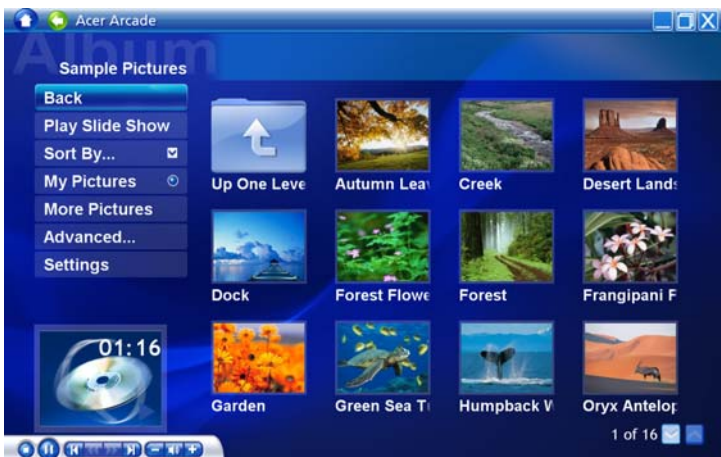 Acer Arcade
Album
Sample Pictures
Back
Play Slide Show
Sort By...
My Pictures
More Pictures
Advanced...
Settings
Up One Leve
Autumn Lea
Creek
Desert Lands
Dock
Forest Flowe
Forest
Frangipani F
Garden
Green Sea T
Humpback W
Oryx Antelop
01:16
1 of 16